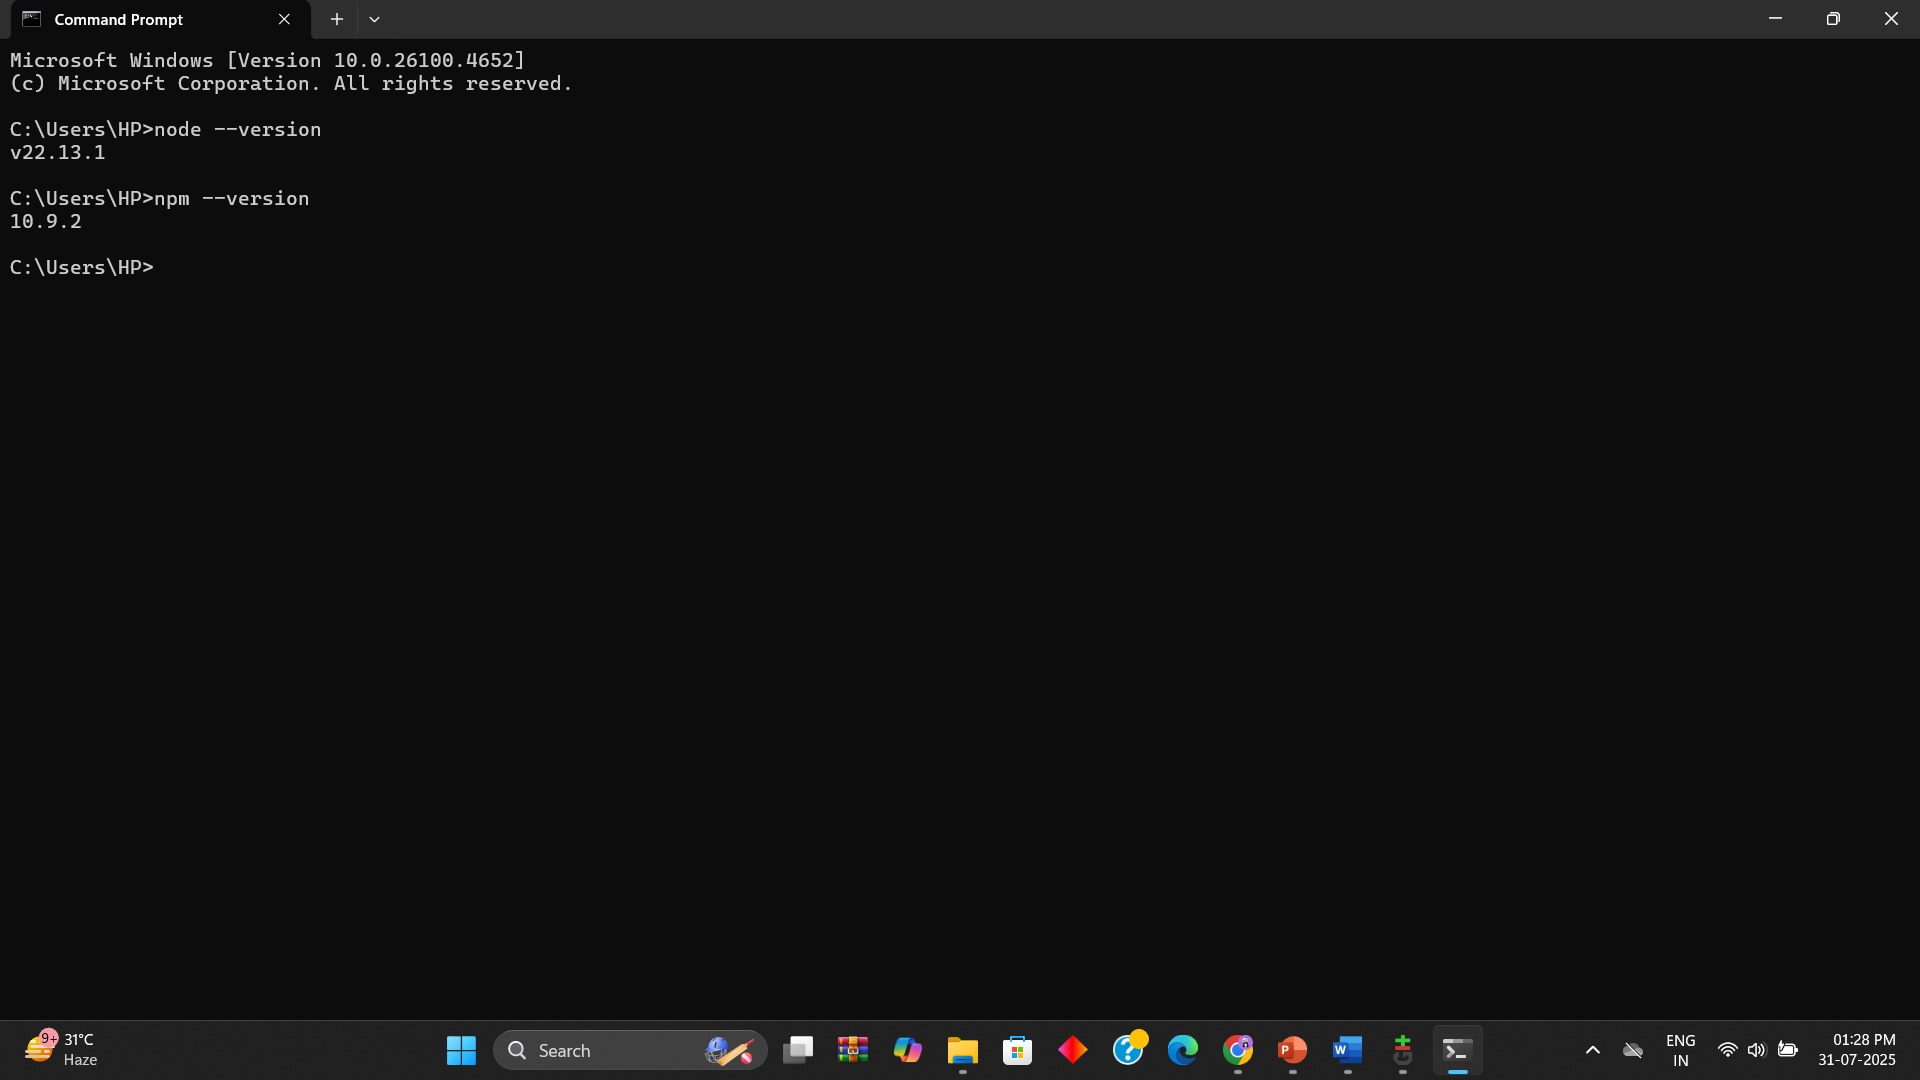 Command Prompt
Microsoft Windows [Version 10.0.26100.4652]
(c) Microsoft Corporation. All rights reserved.
C:\Users\HP>node --version
v22.13.1
C:\Users\HP>npm --version
10.9.2
C:\Users\HP>
9+
31°C
Haze
Search
P
W
ENG
IN
01:28 PM
31-07-2025